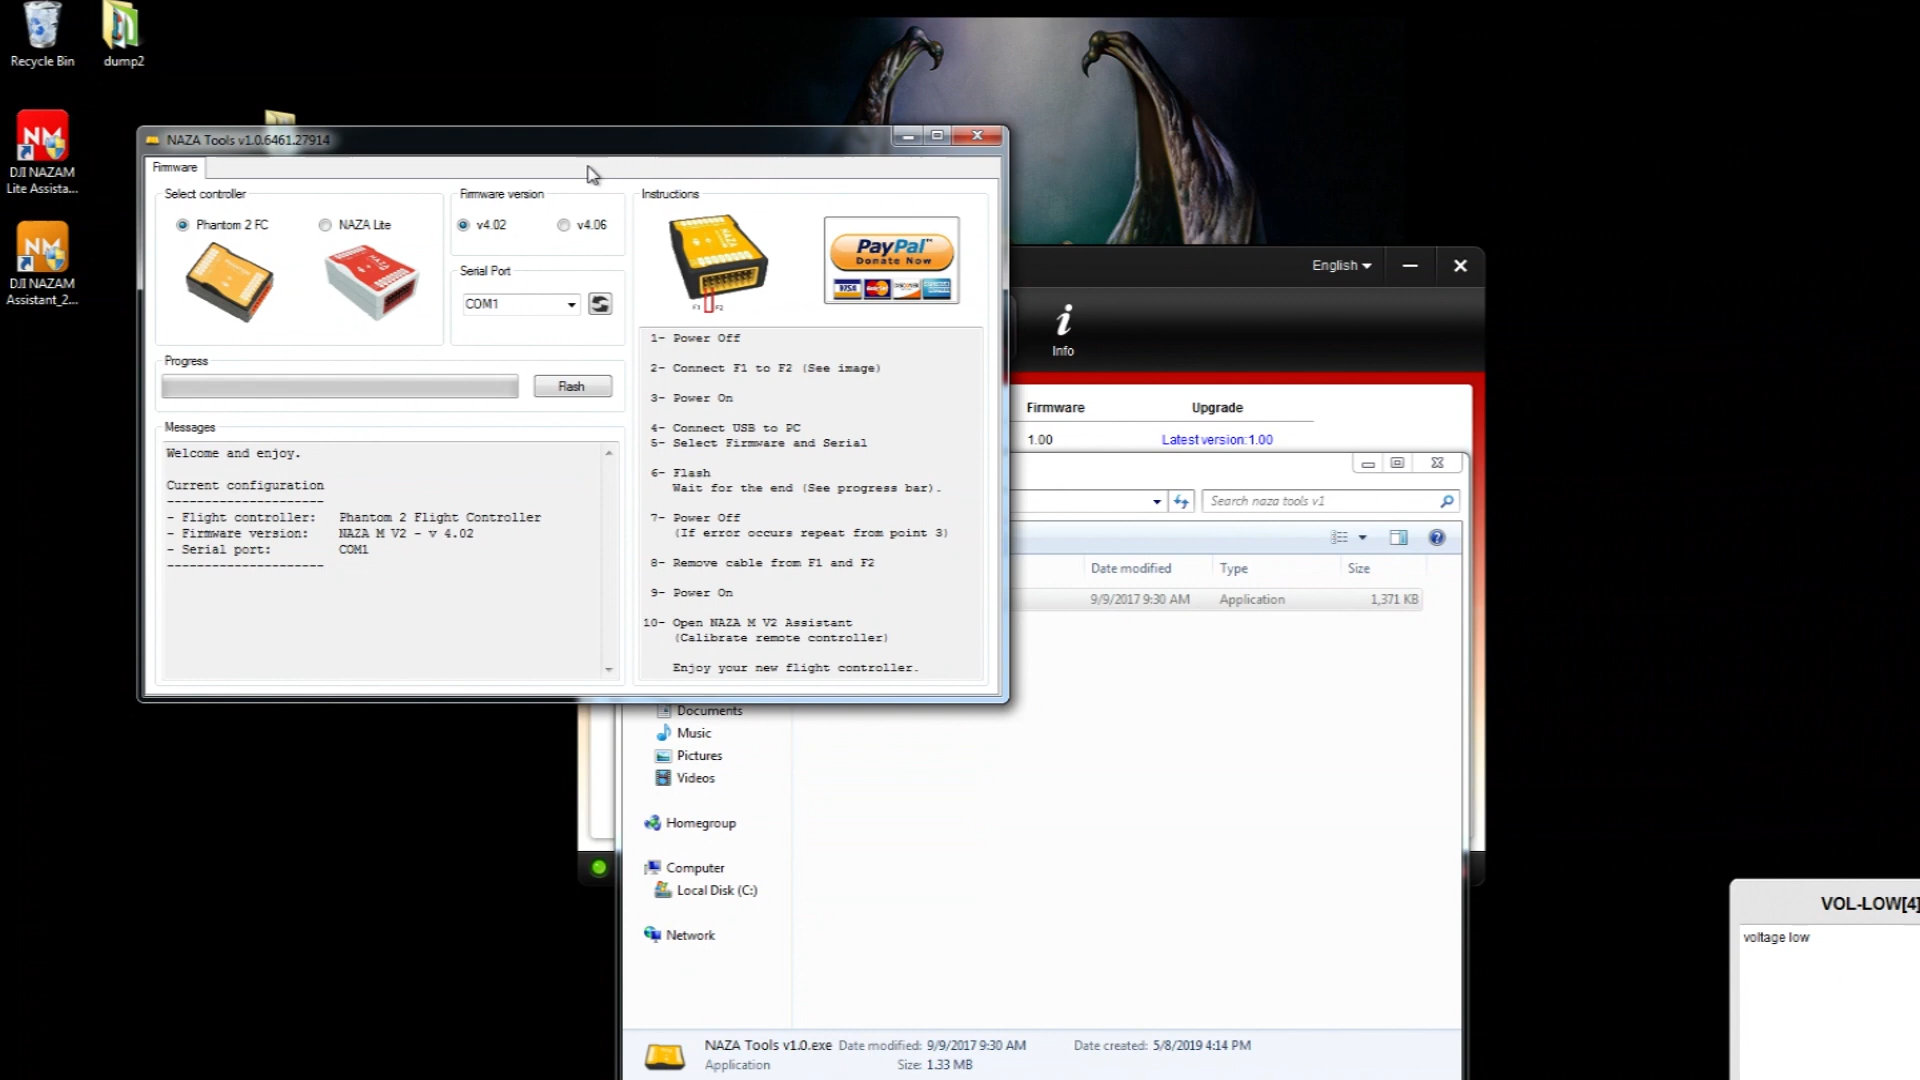 Recycle Bin
dump2
DJI NAZAM
Lite Assista...
DJI NAZAM
Assistant_2...
NAZA Tools v1.0.6461.27914
Firmware
Select controller
Phantom 2 FC
NAZA Lite
Firmware version
v4.02
v4.06
Serial Port
COM1
Progress
Flash
Messages
Welcome and enjoy.
Current configuration
---------------------
- Flight controller: Phantom 2 Flight Controller
- Firmware version: NAZA M V2 - v 4.02
- Serial port: COM1
---------------------
Instructions
F1 F2
PayPal™
Donate Now
VISA
1- Power Off
2- Connect F1 to F2 (See image)
3- Power On
4- Connect USB to PC
5- Select Firmware and Serial
6- Flash
Wait for the end (See progress bar).
7- Power Off
(If error occurs repeat from point 3)
8- Remove cable from F1 and F2
9- Power On
10- Open NAZA M V2 Assistant
(Calibrate remote controller)
Enjoy your new flight controller.
English
Info
Firmware Upgrade
1.00 Latest version:1.00
Search naza tools v1
Date modified Type Size
9/9/2017 9:30 AM Application 1,371 KB
Documents
Music
Pictures
Videos
Homegroup
Computer
Local Disk (C:)
Network
NAZA Tools v1.0.exe Date modified: 9/9/2017 9:30 AM Date created: 5/8/2019 4:14 PM
Application Size: 1.33 MB
VOL-LOW[4]
voltage low